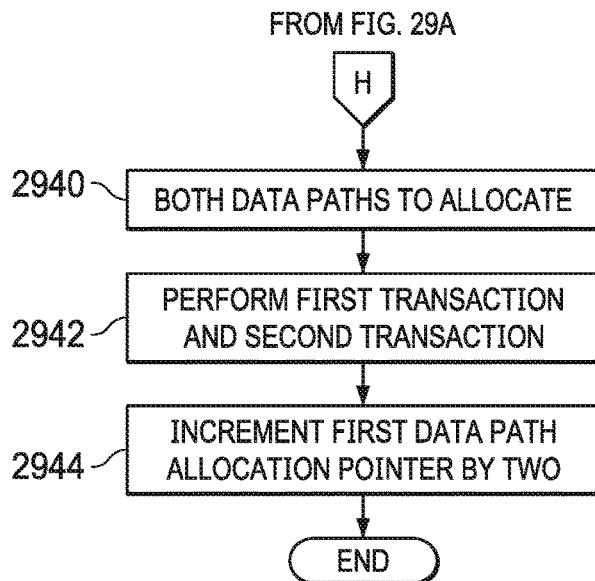 FROM FIG. 29A
H
2940
BOTH DATA PATHS TO ALLOCATE
2942
PERFORM FIRST TRANSACTION
AND SECOND TRANSACTION
2944
INCREMENT FIRST DATA PATH
ALLOCATION POINTER BY TWO
END